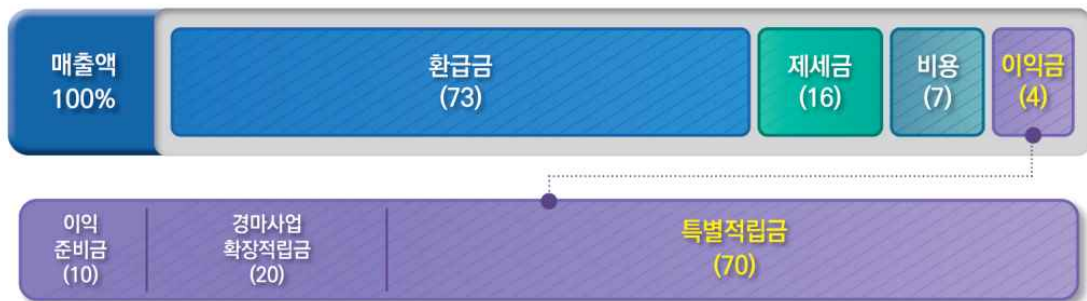 매출액
100%
환급금
(73)
제세금
(16)
비용
(7)
이익금
(4)
이익
준비금
(10)
경마사업
확장적립금
(20)
특별적립금
(70)